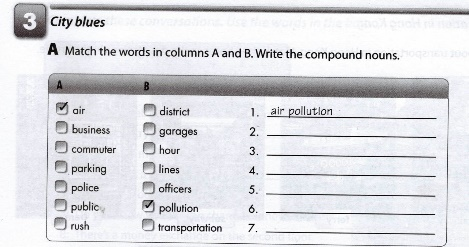 3 City blues
A Match the words in columns A and B. Write the compound nouns.
A B
air district 1. air pollution
business garages 2.
commuter hour 3.
parking lines 4.
police officers 5.
public pollution 6.
rush transportation 7.